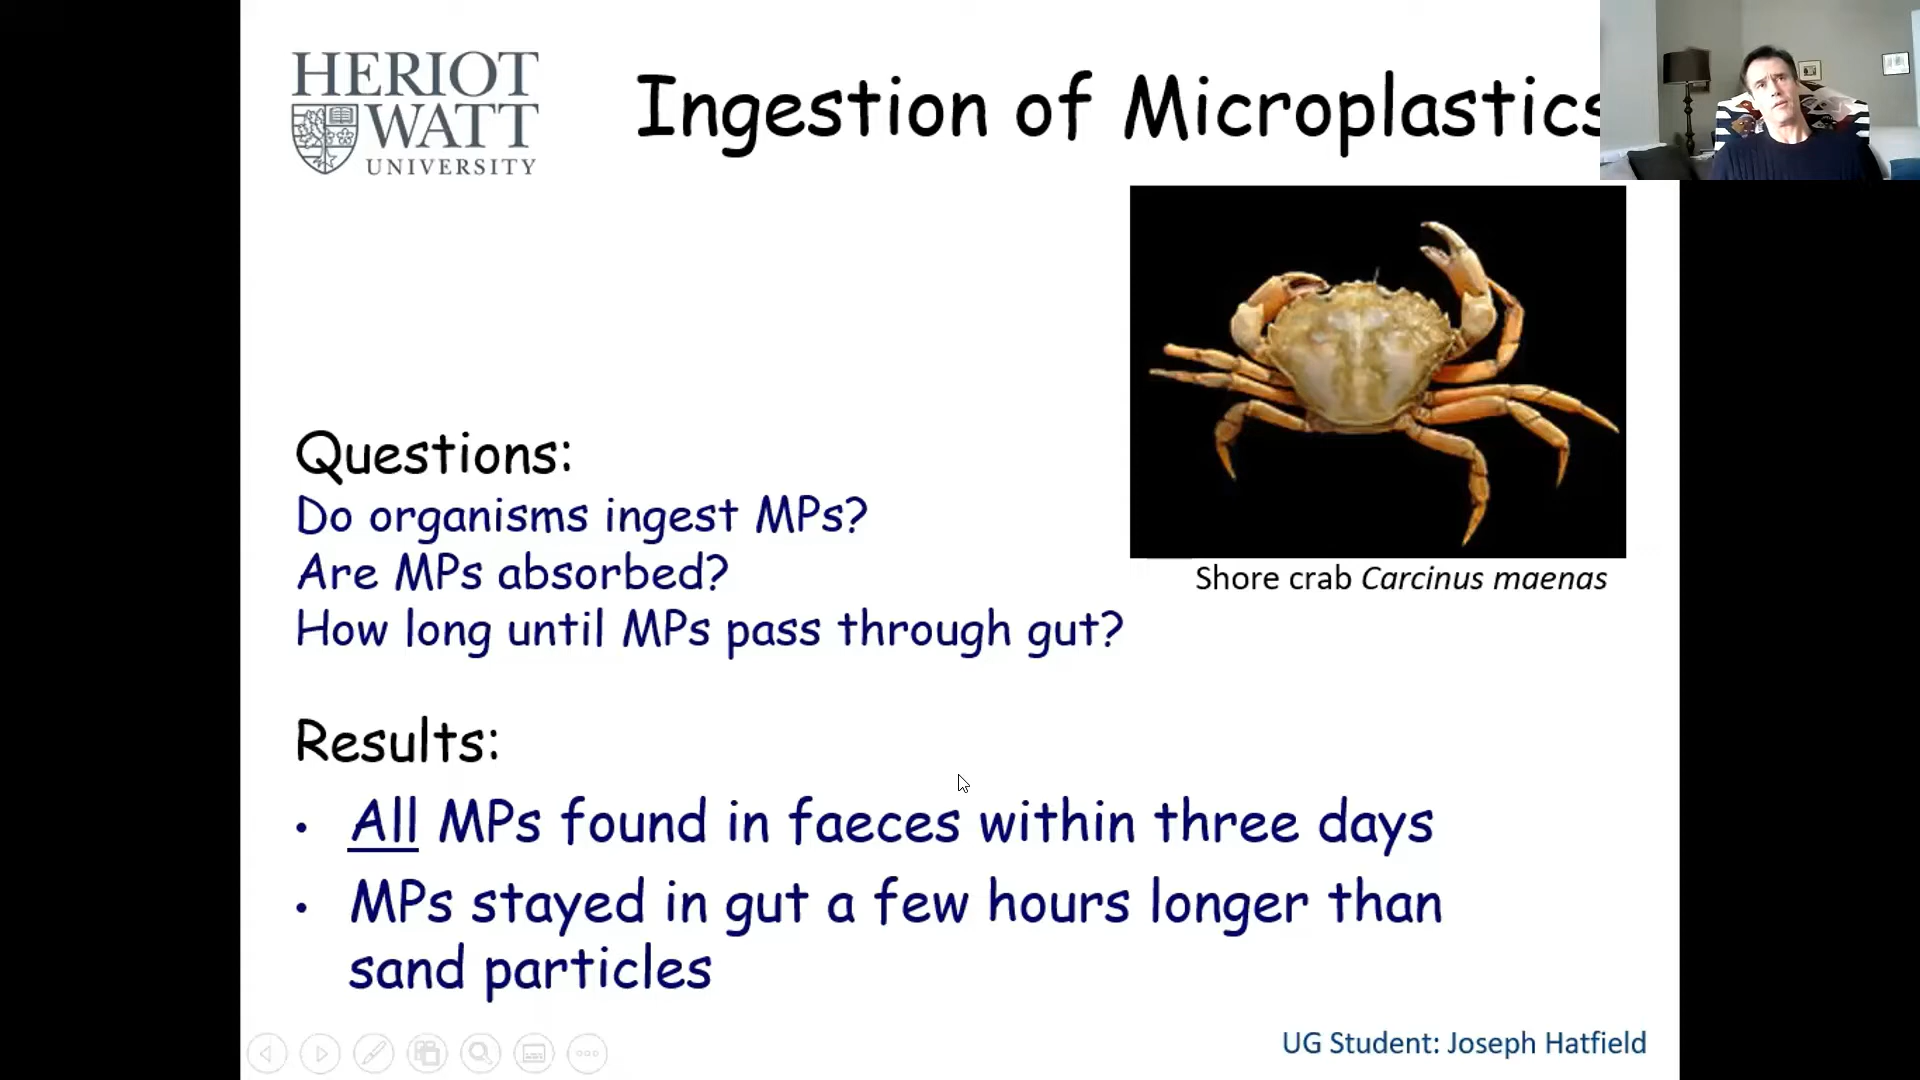 HERIOT
WATT
UNIVERSITY
Ingestion of Microplastics
Shore crab Carcinus maenas
Questions:
Do organisms ingest MPs?
Are MPs absorbed?
How long until MPs pass through gut?
Results:
• All MPs found in faeces within three days
• MPs stayed in gut a few hours longer than
sand particles
UG Student: Joseph Hatfield